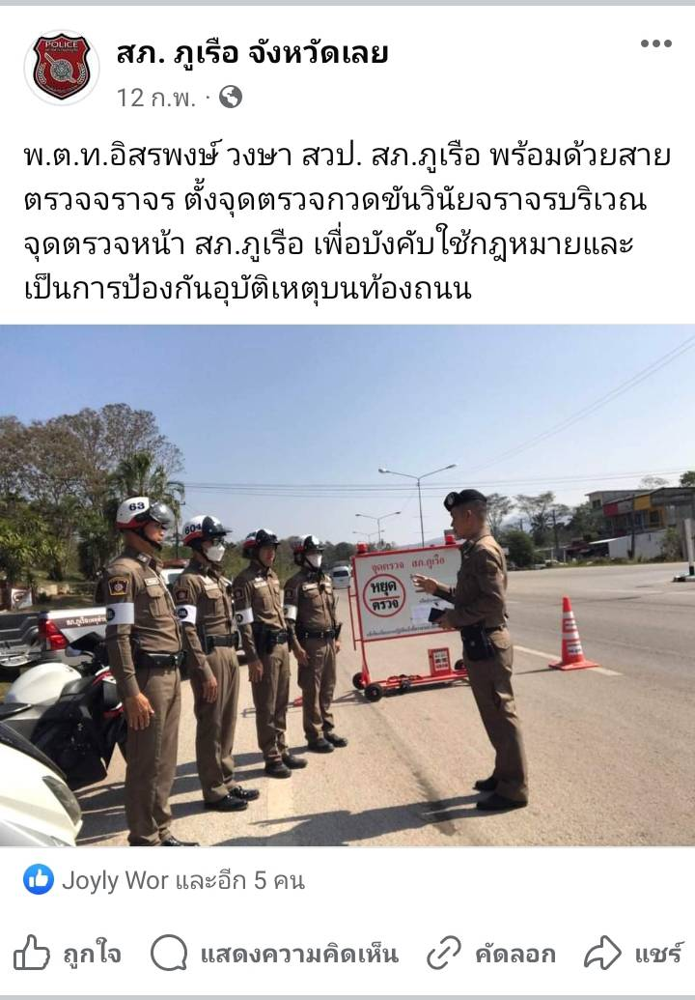 POLICE
สภ. ภูเรือ จังหวัดเลย
12 ก.พ. ·
พ.ต.ท.อิสรพงษ์ วงษา สวป. สภ.ภูเรือ พร้อมด้วยสาย
ตรวจจราจร ตั้งจุดตรวจกวดขันวินัยจราจรบริเวณ
จุดตรวจหน้า สภ.ภูเรือ เพื่อบังคับใช้กฎหมายและ
เป็นการป้องกันอุบัติเหตุบนท้องถนน
63
604
จุดตรวจ สภ.ภูเรือ
หยุด
ตรวจ
Joyly Wor และอีก 5 คน
ถูกใจ แสดงความคิดเห็น คัดลอก แชร์